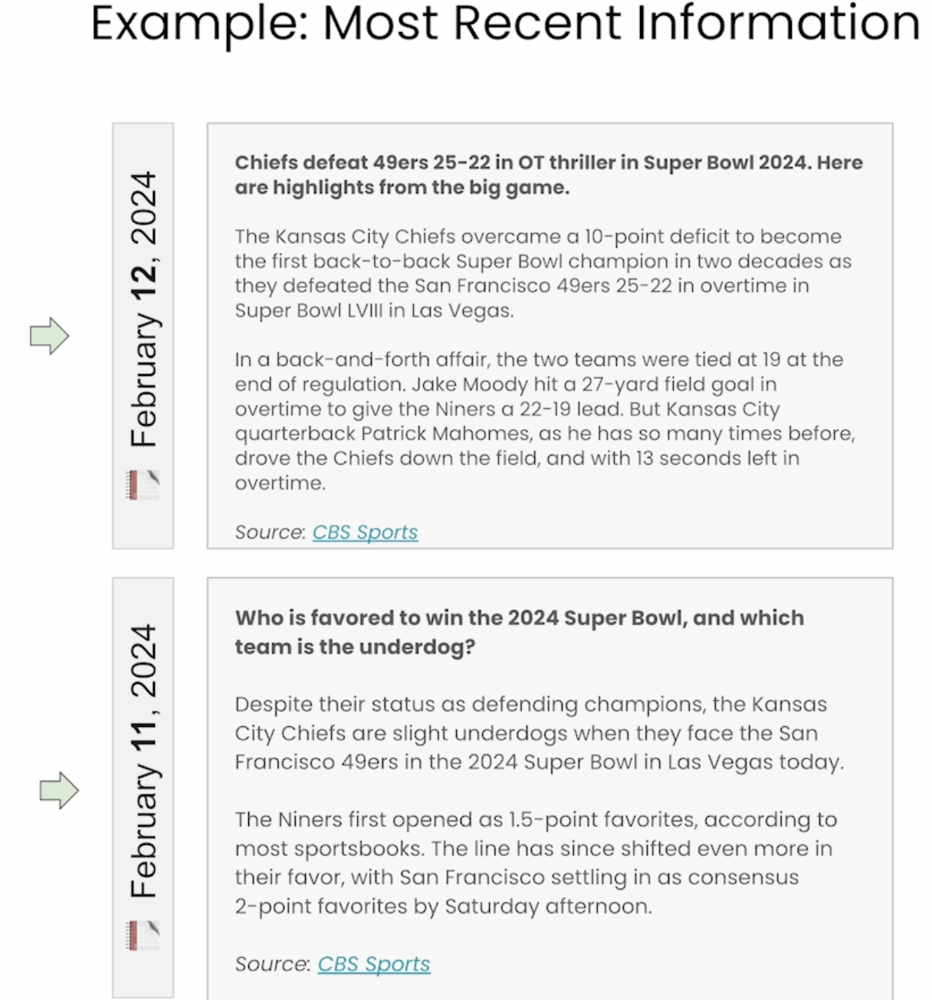 Example: Most Recent Information
February 12, 2024
Chiefs defeat 49ers 25-22 in OT thriller in Super Bowl 2024. Here
are highlights from the big game.
The Kansas City Chiefs overcame a 10-point deficit to become
the first back-to-back Super Bowl champion in two decades as
they defeated the San Francisco 49ers 25-22 in overtime in
Super Bowl LVIII in Las Vegas.
In a back-and-forth affair, the two teams were tied at 19 at the
end of regulation. Jake Moody hit a 27-yard field goal in
overtime to give the Niners a 22-19 lead. But Kansas City
quarterback Patrick Mahomes, as he has so many times before,
drove the Chiefs down the field, and with 13 seconds left in
overtime.
Source: CBS Sports
February 11, 2024
Who is favored to win the 2024 Super Bowl, and which
team is the underdog?
Despite their status as defending champions, the Kansas
City Chiefs are slight underdogs when they face the San
Francisco 49ers in the 2024 Super Bowl in Las Vegas today.
The Niners first opened as 1.5-point favorites, according to
most sportsbooks. The line has since shifted even more in
their favor, with San Francisco settling in as consensus
2-point favorites by Saturday afternoon.
Source: CBS Sports